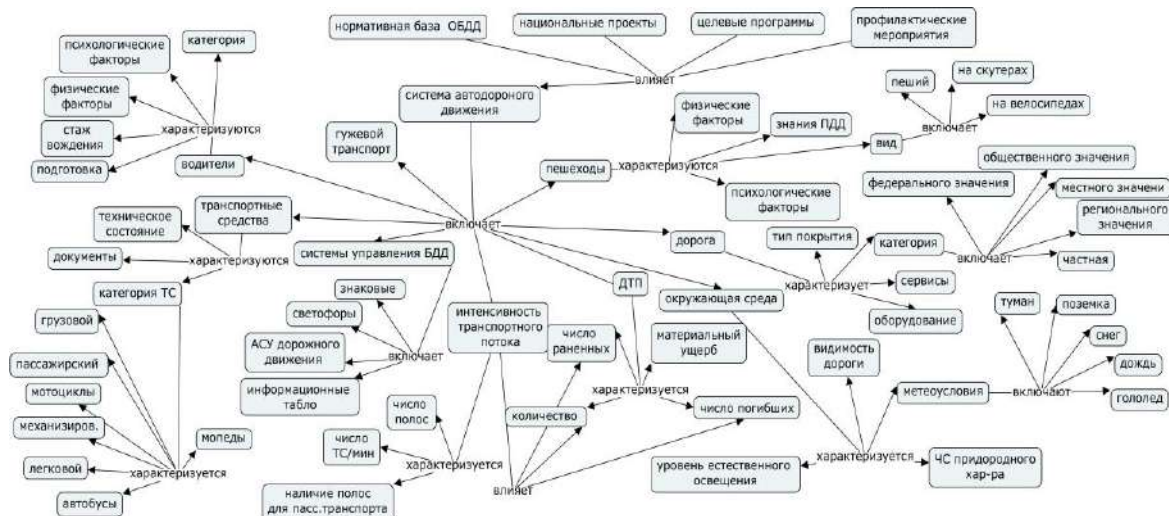 нормативная база ОБДД
национальные проекты
целевые программы
профилактические
мероприятия
влияет
психологические
факторы
категория
физические
факторы
стаж
вождения
подготовка
характеризуются
водители
система автодороного
движения
гужевой
транспорт
пешеходы
физические
факторы
знания ПДД
характеризуются
вид
психологические
факторы
пеший
на скутерах
на велосипедах
включает
общественного значения
федерального значения
местного значени
регионального
значения
частная
включает
категория
тип покрытия
дорога
характеризует
сервисы
оборудование
транспортные
средства
техническое
состояние
документы
характеризуются
категория ТС
включает
системы управления БДД
знаковые
светофоры
АСУ дорожного
движения
информационные
табло
включает
интенсивность
транспортного
потока
ДТП
окружающая среда
число
раненных
материальный
ущерб
характеризуется
количество
число погибших
видимость
дороги
туман
поземка
снег
дождь
гололед
метеоусловия
включают
грузовой
пассажирский
мотоциклы
механизиров.
легковой
автобусы
мопеды
характеризуется
число
полос
число
ТС/мин
характеризуется
наличие полос
для пасс.транспорта
влияет
уровень естественного
освещения
характеризуется
ЧС придородного
хар-ра